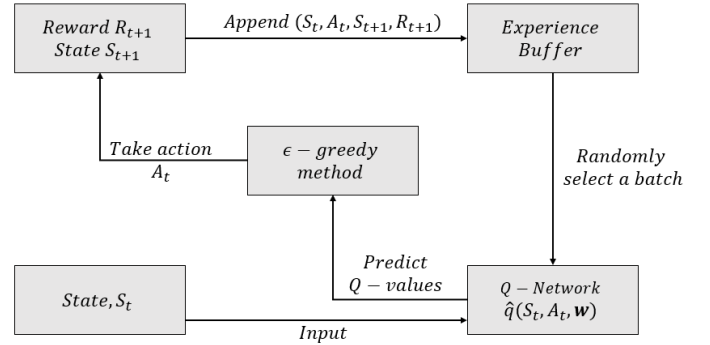 Reward R_{t+1}
State S_{t+1}
Append (S_t, A_t, S_{t+1}, R_{t+1})
Experience
Buffer
Take action
A_t
ϵ − greedy
method
Randomly
select a batch
Predict
Q − values
State, S_t
Input
Q − Network
q̂(S_t, A_t, w)